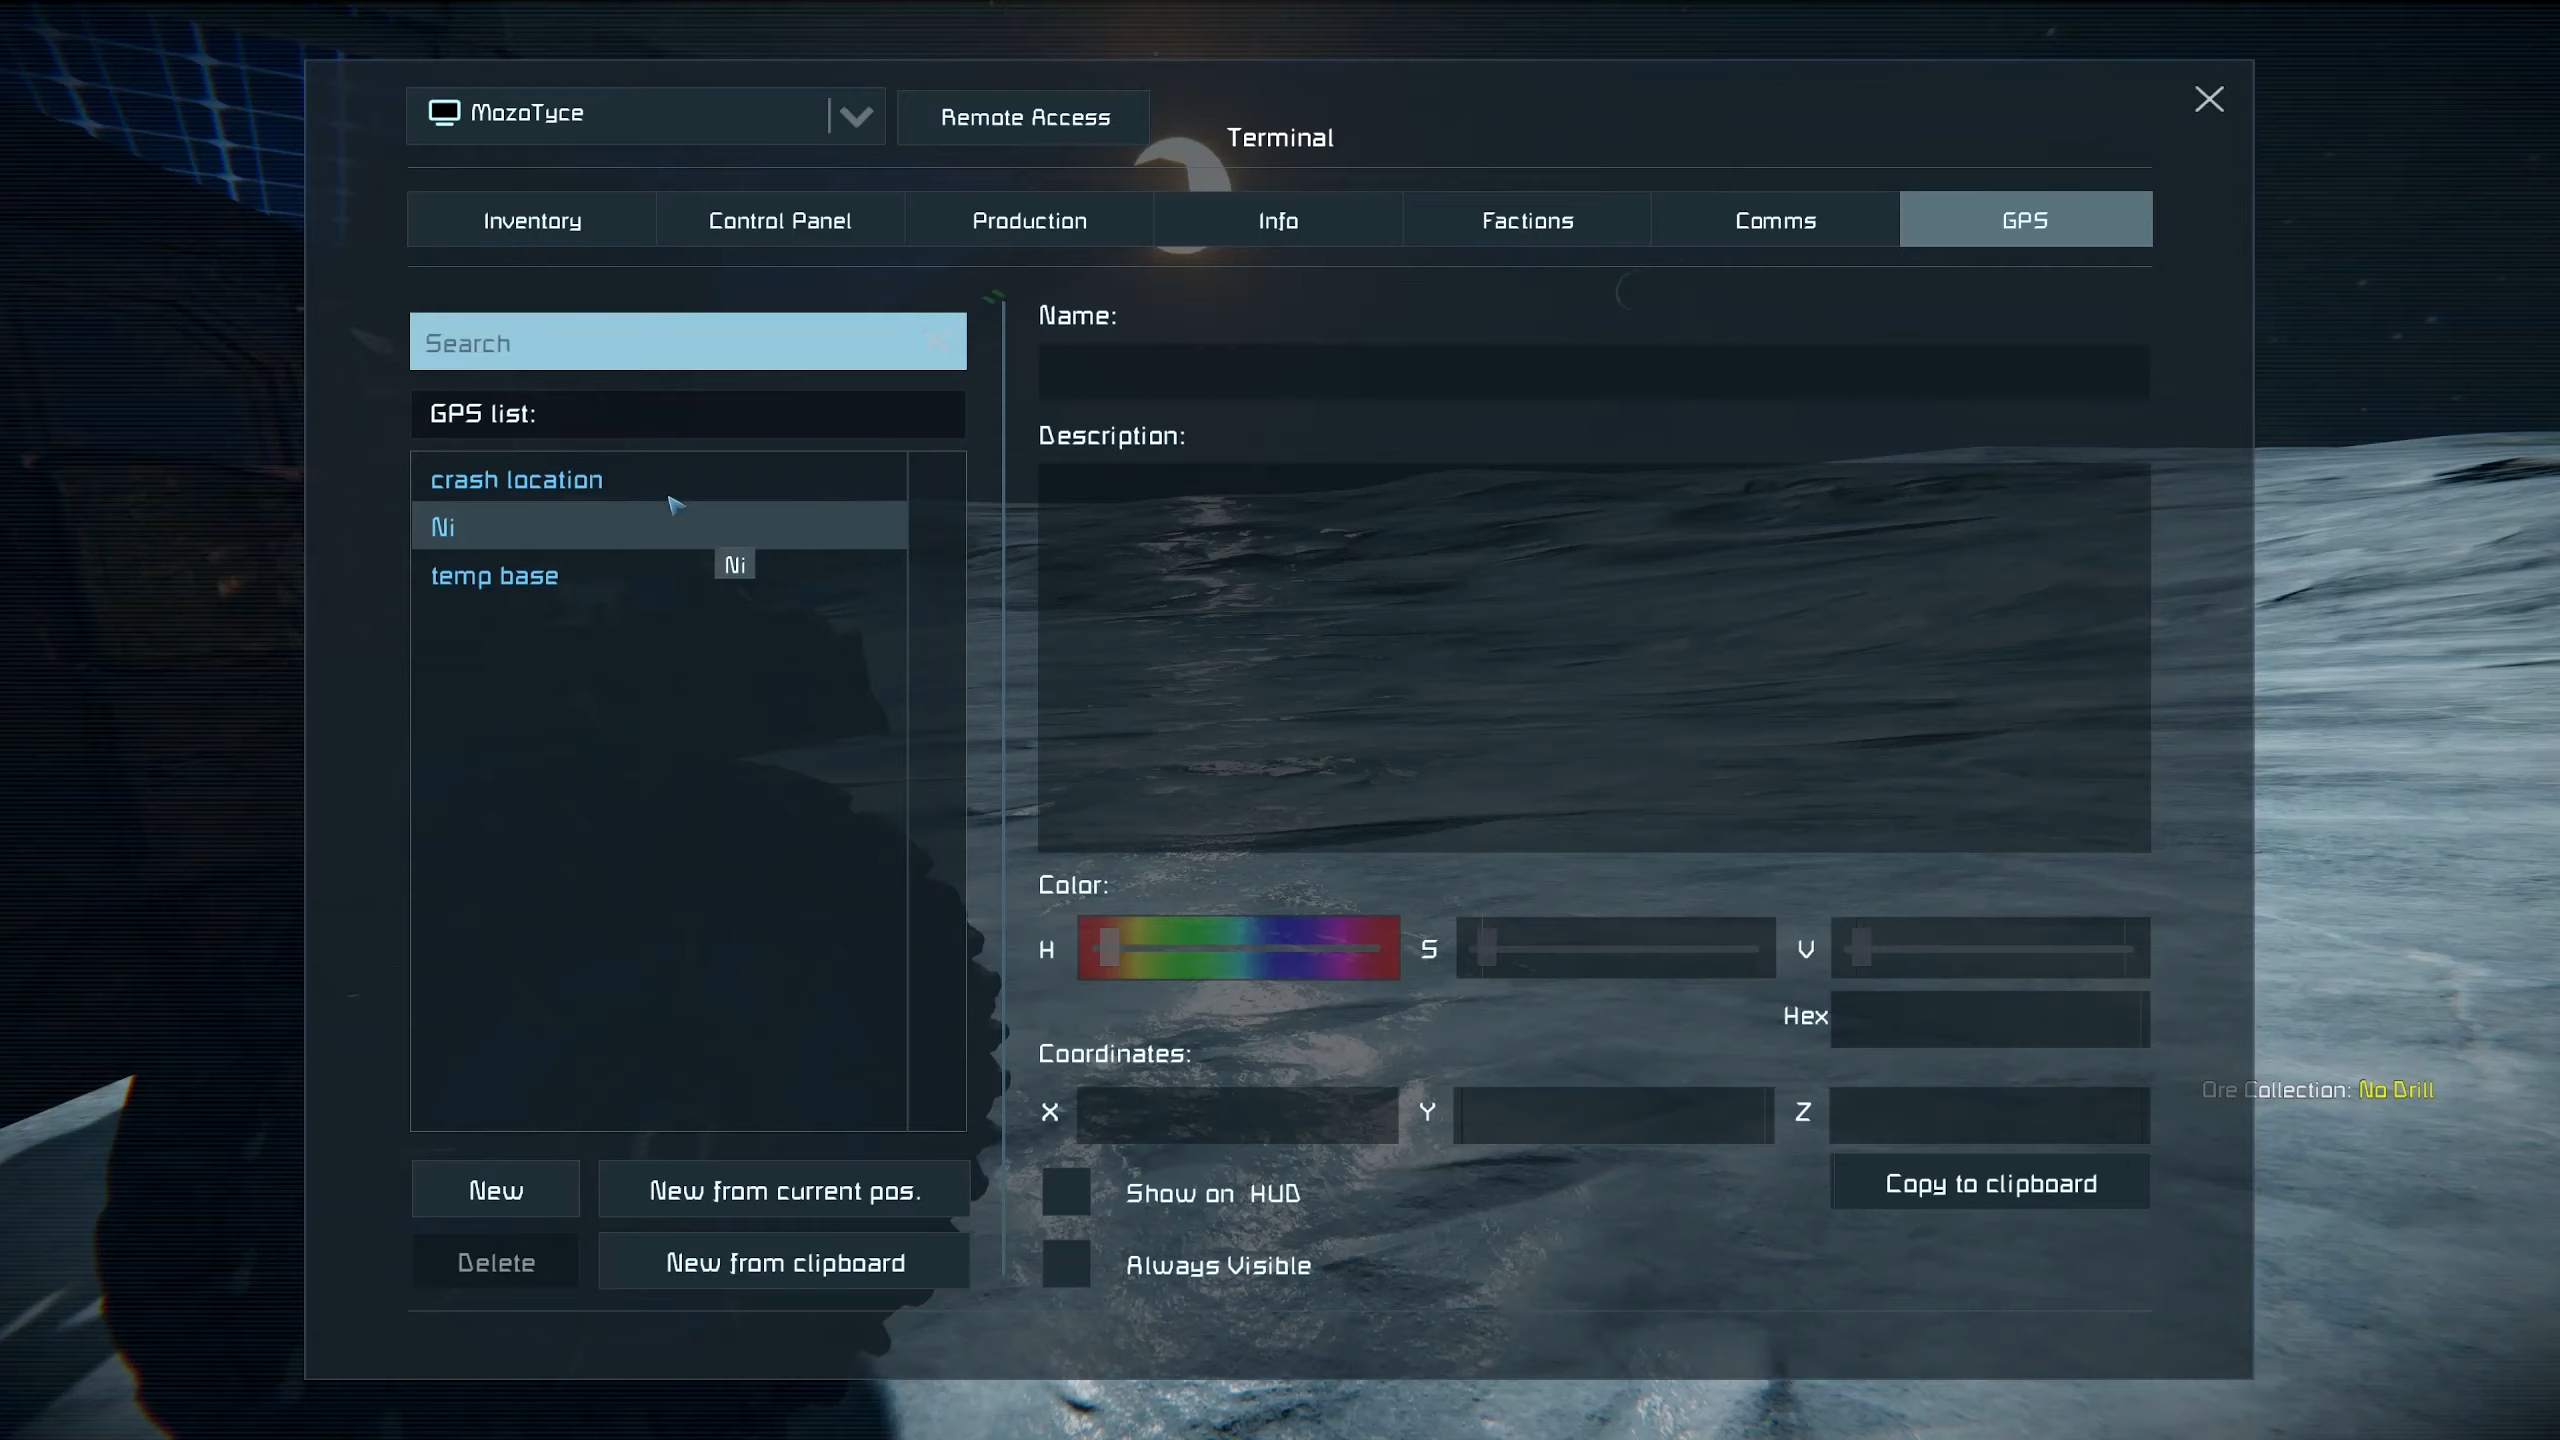 MozoTyce
Remote Access
Terminal
Inventory
Control Panel
Production
Info
Factions
Comms
GPS
Search
GPS list:
crash location
Ni
Ni
temp base
New
New from current pos.
Delete
New from clipboard
Name:
Description:
Color:
H
S
V
Hex
Coordinates:
X
Y
Z
Show on HUD
Copy to clipboard
Always Visible
Ore Collection: No Drill